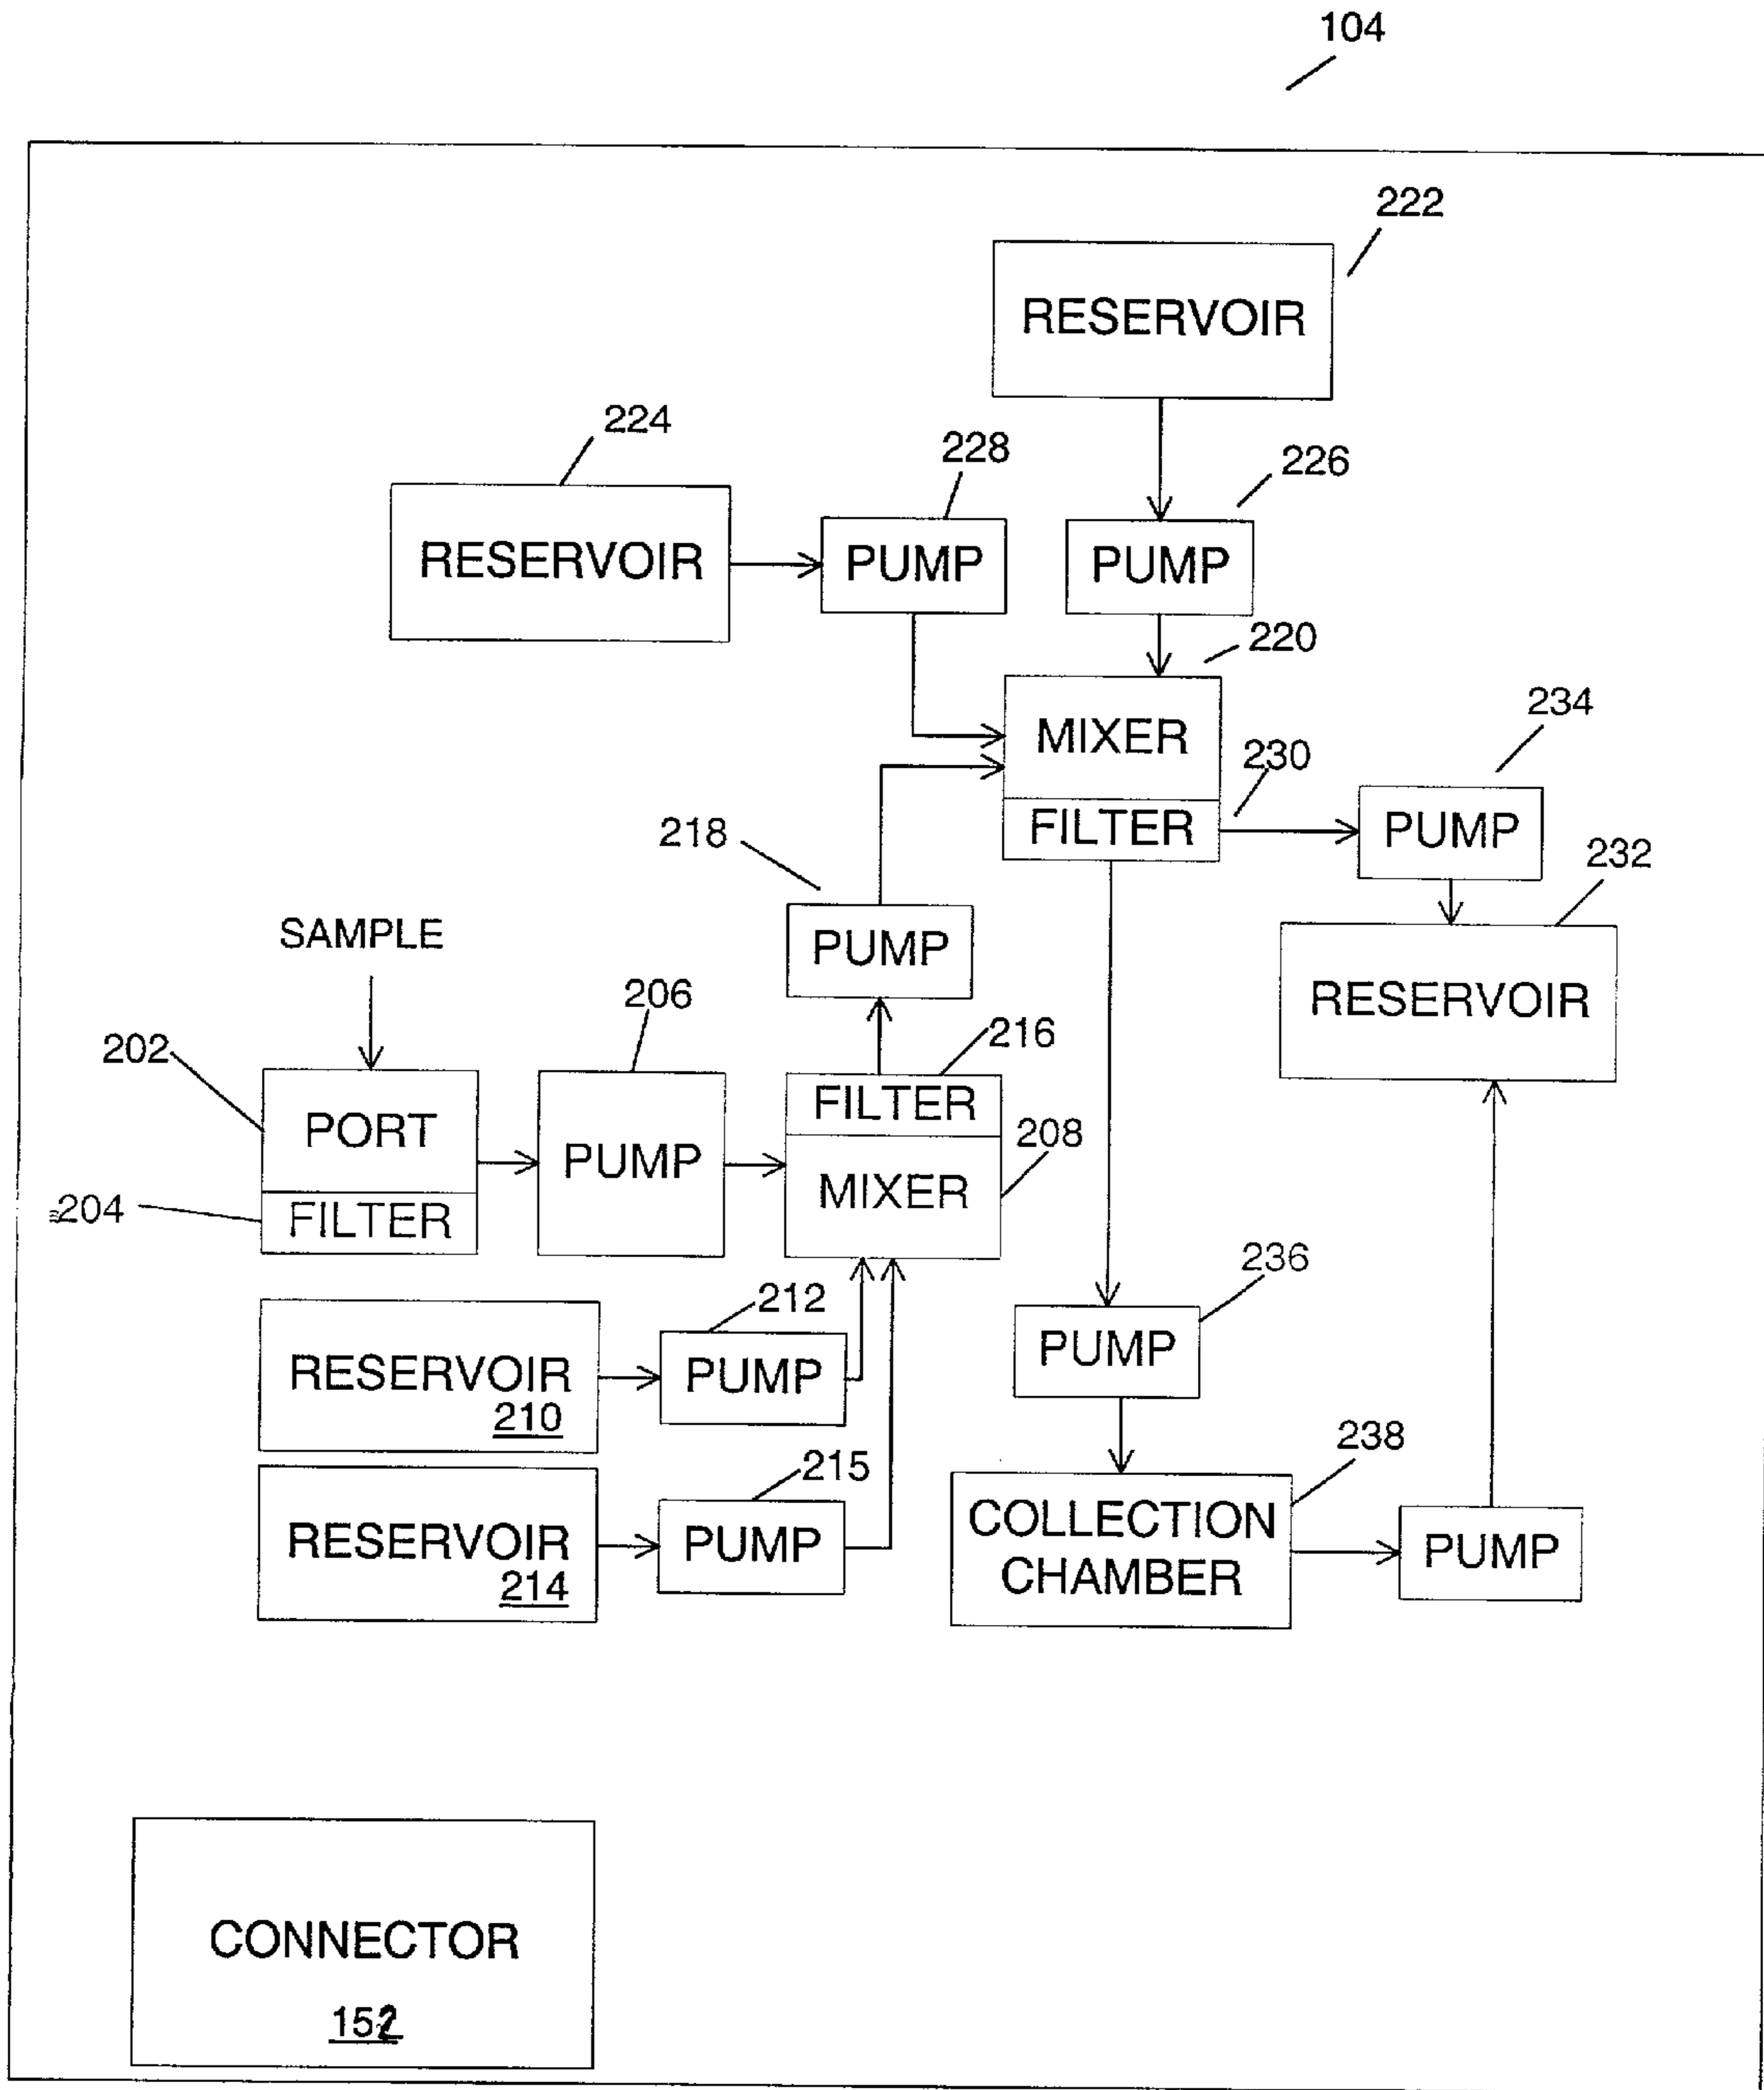 104
222
RESERVOIR
224
228
226
RESERVOIR
PUMP
PUMP
220
MIXER
234
230
FILTER
PUMP
218
232
PUMP
SAMPLE
RESERVOIR
206
216
202
FILTER
PORT
208
PUMP
MIXER
204
FILTER
236
212
PUMP
RESERVOIR
PUMP
210
238
215
COLLECTION
CHAMBER
PUMP
RESERVOIR
PUMP
214
CONNECTOR
152